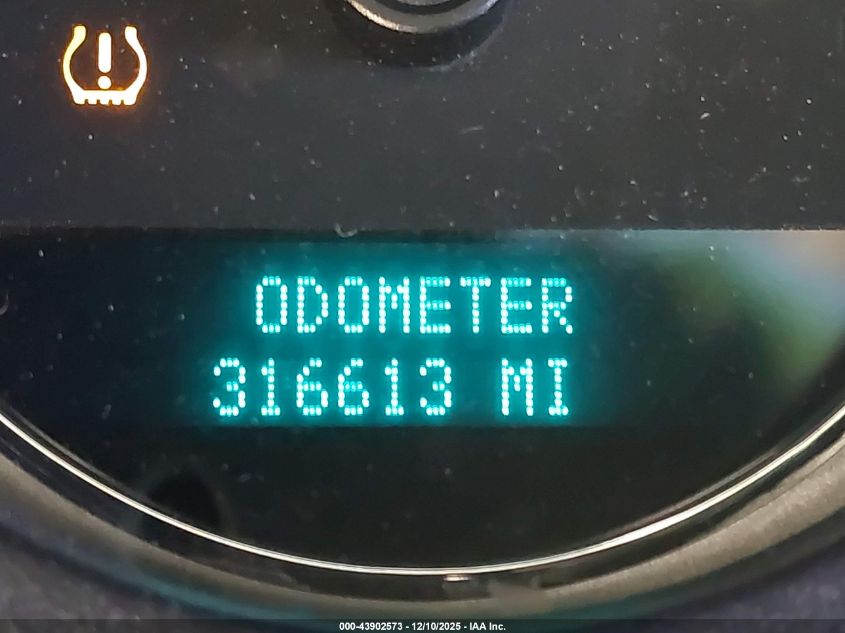 ODOMETER
316613 MI
000-43902573 - 12/10/2025 - IAA Inc.